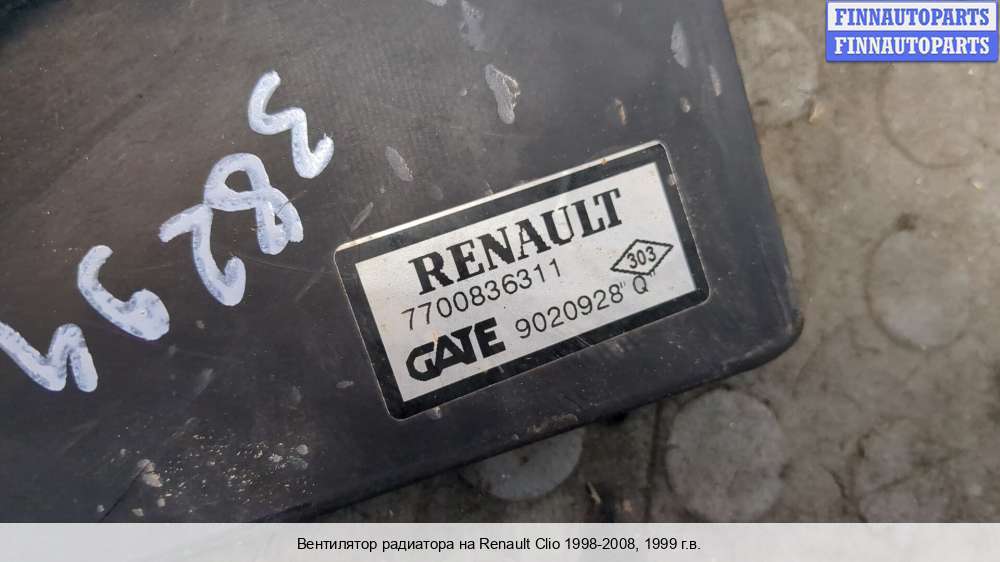 FINNAUTOPARTS
FINNAUTOPARTS
RENAULT
7700836311
303
GATE 9020928" Q
Вентилятор радиатора на Renault Clio 1998-2008, 1999 г.в.